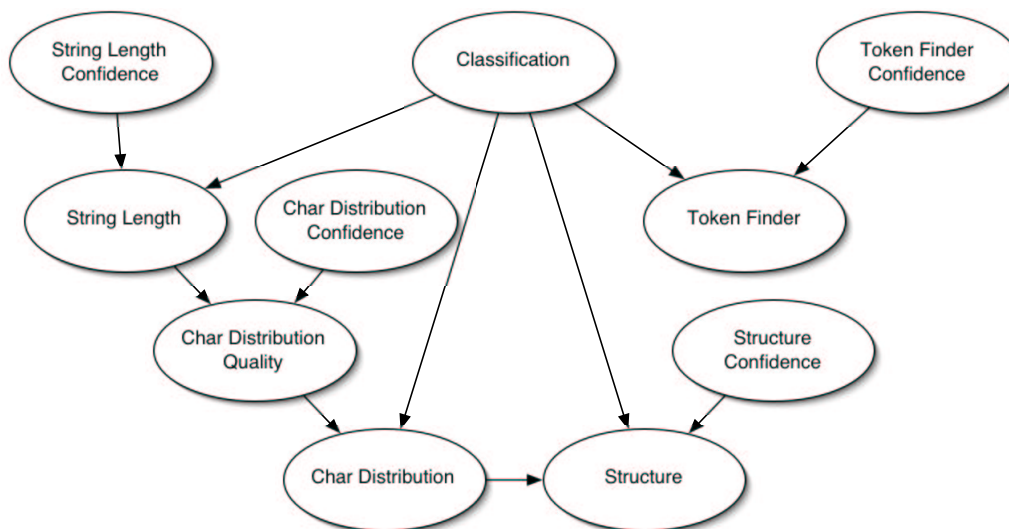 String Length
Confidence
Classification
Token Finder
Confidence
String Length
Char Distribution
Confidence
Token Finder
Char Distribution
Quality
Structure
Confidence
Char Distribution
Structure